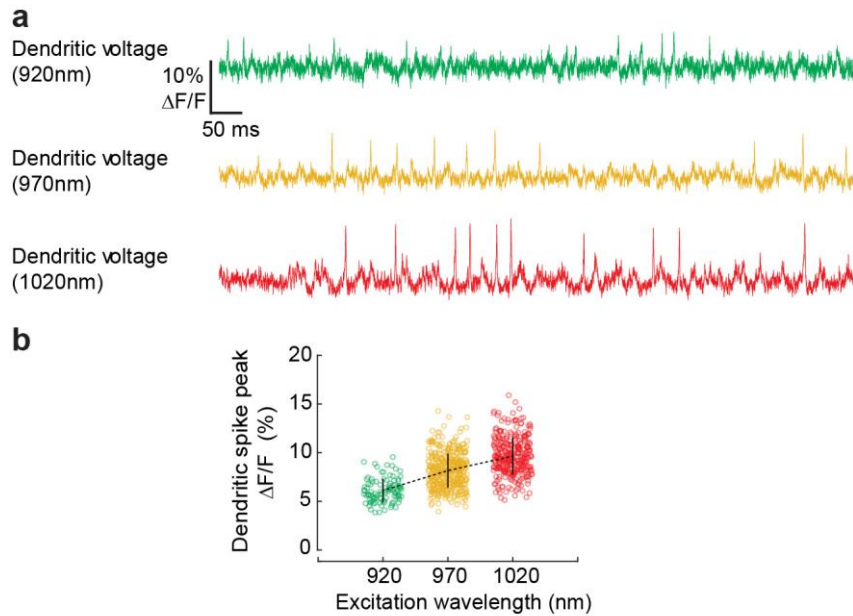 a
Dendritic voltage
(920nm)
10%
ΔF/F
50 ms
Dendritic voltage
(970nm)
Dendritic voltage
(1020nm)
b
Dendritic spike peak
ΔF/F (%)
20
15
10
5
0
920 970 1020
Excitation wavelength (nm)